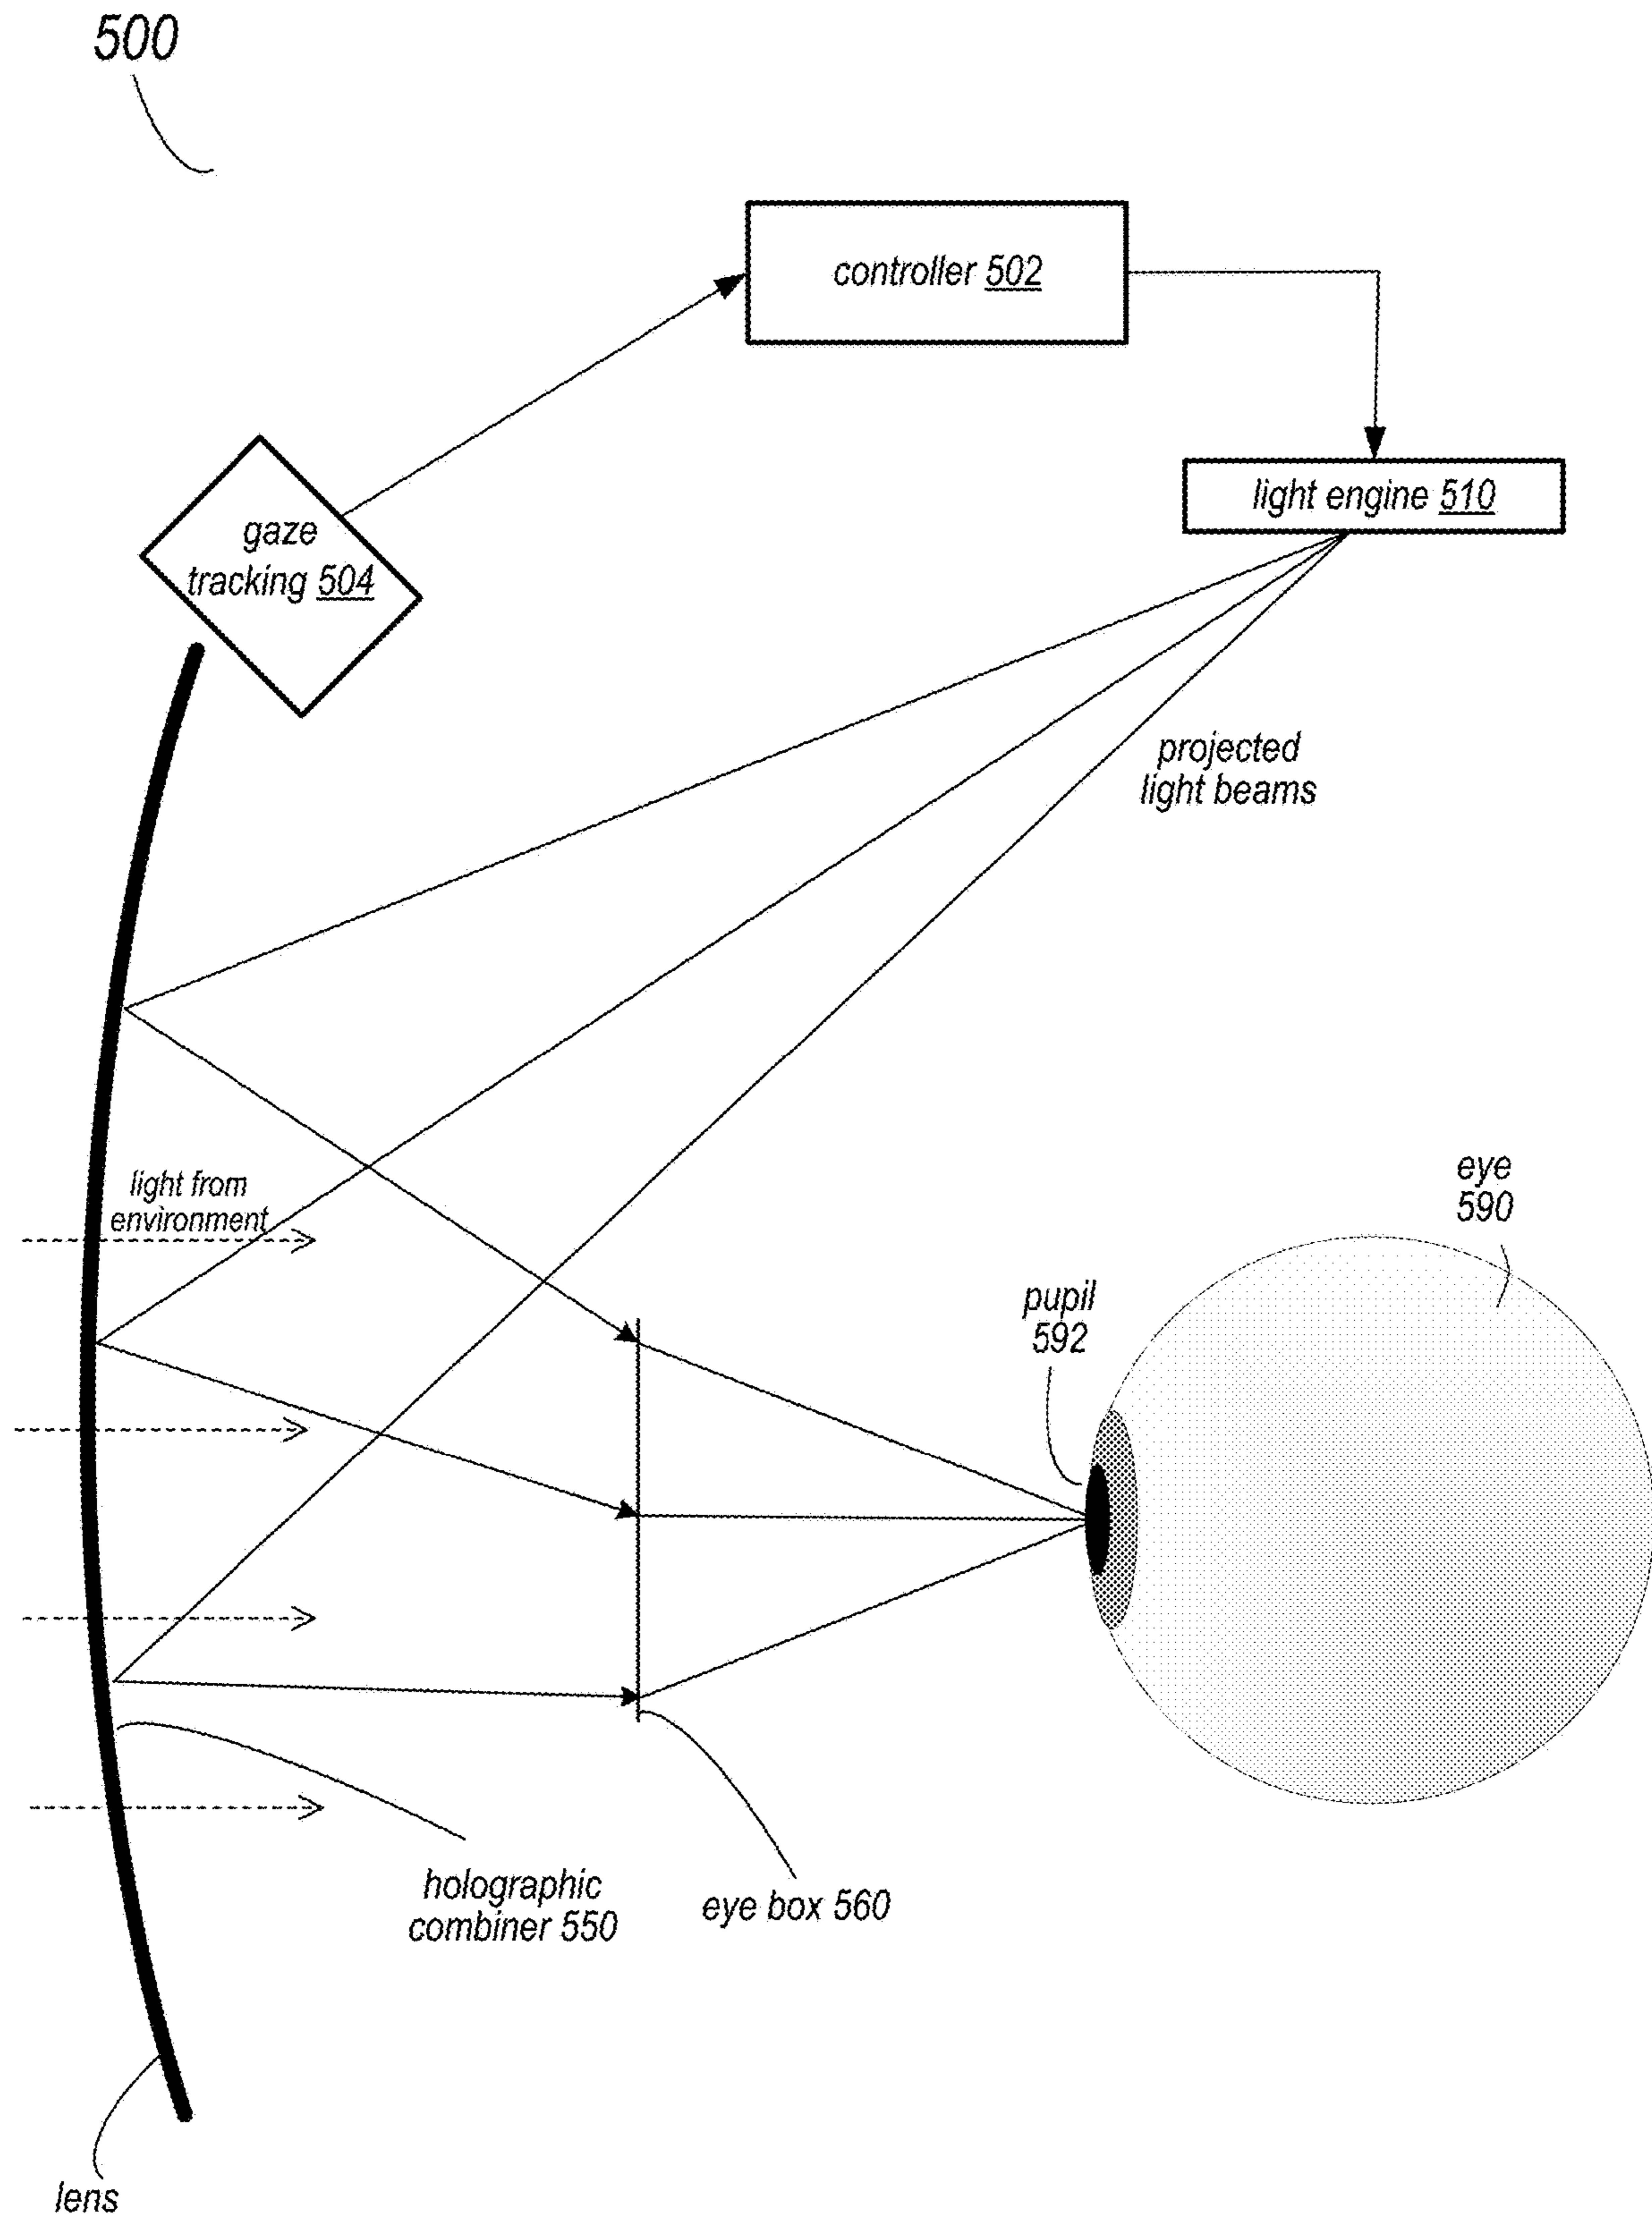 500
controller 502
light engine 510
gaze
tracking 504
projected
light beams
light from
environment
eye
590
pupil
592
holographic
combiner 550
eye box 560
lens